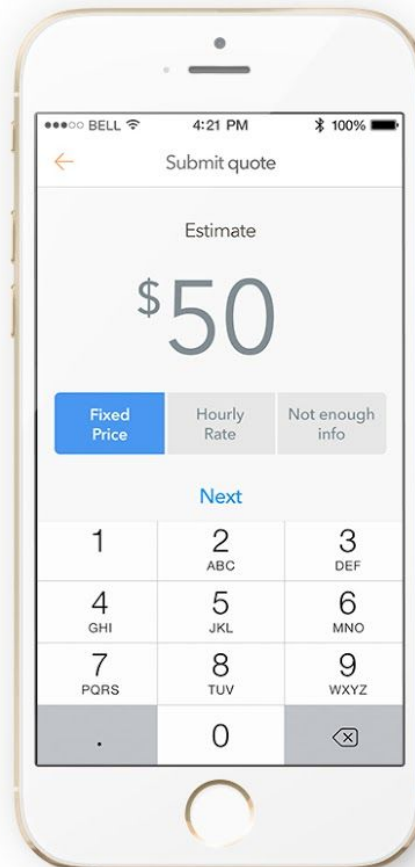 BELL 4:21 PM 100%
Submit quote
Estimate
$50
Fixed Price
Hourly Rate
Not enough info
Next
1 2 3
ABC DEF
4 5 6
GHI JKL MNO
7 8 9
PQRS TUV WXYZ
. 0